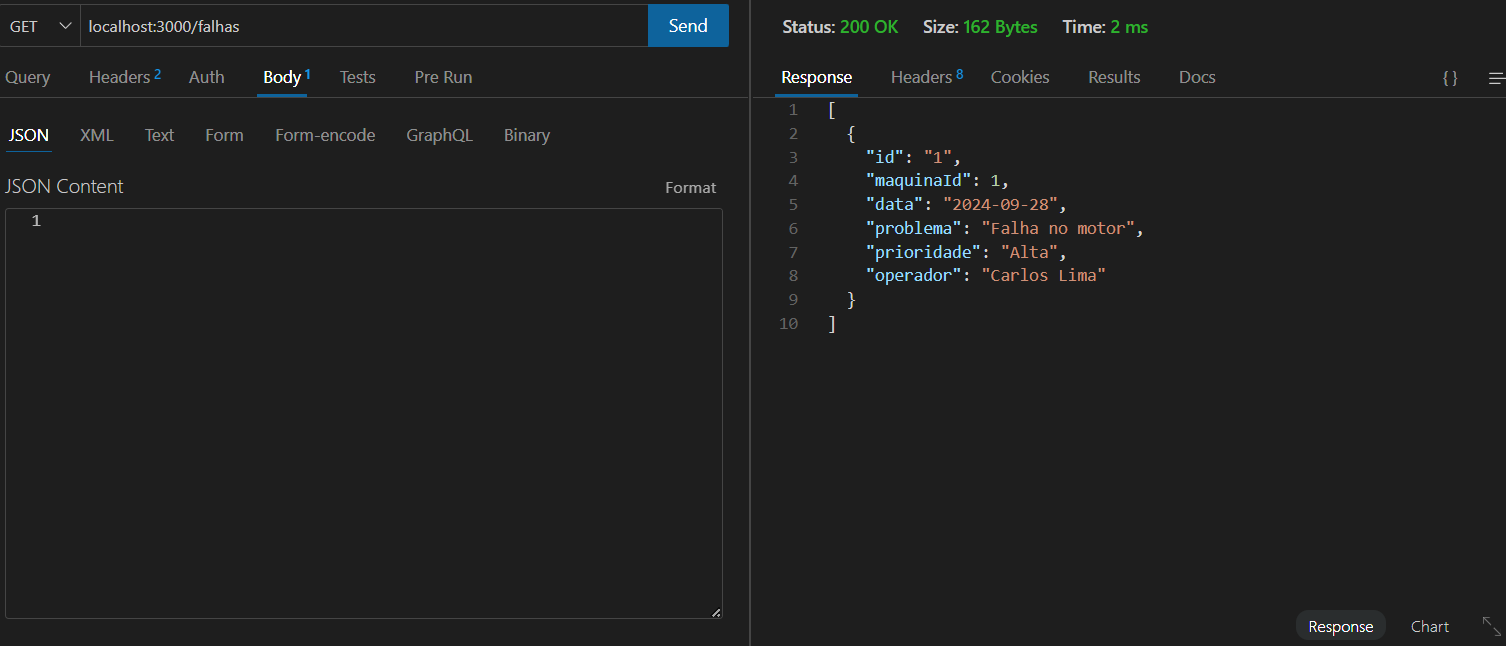 GET localhost:3000/falhas Send
Query Headers 2 Auth Body 1 Tests Pre Run
JSON XML Text Form Form-encode GraphQL Binary
JSON Content Format
1
Status: 200 OK Size: 162 Bytes Time: 2 ms
Response Headers 8 Cookies Results Docs { }
1 [
2 {
3 "id": "1",
4 "maquinaId": 1,
5 "data": "2024-09-28",
6 "problema": "Falha no motor",
7 "prioridade": "Alta",
8 "operador": "Carlos Lima"
9 }
10 ]
Response Chart